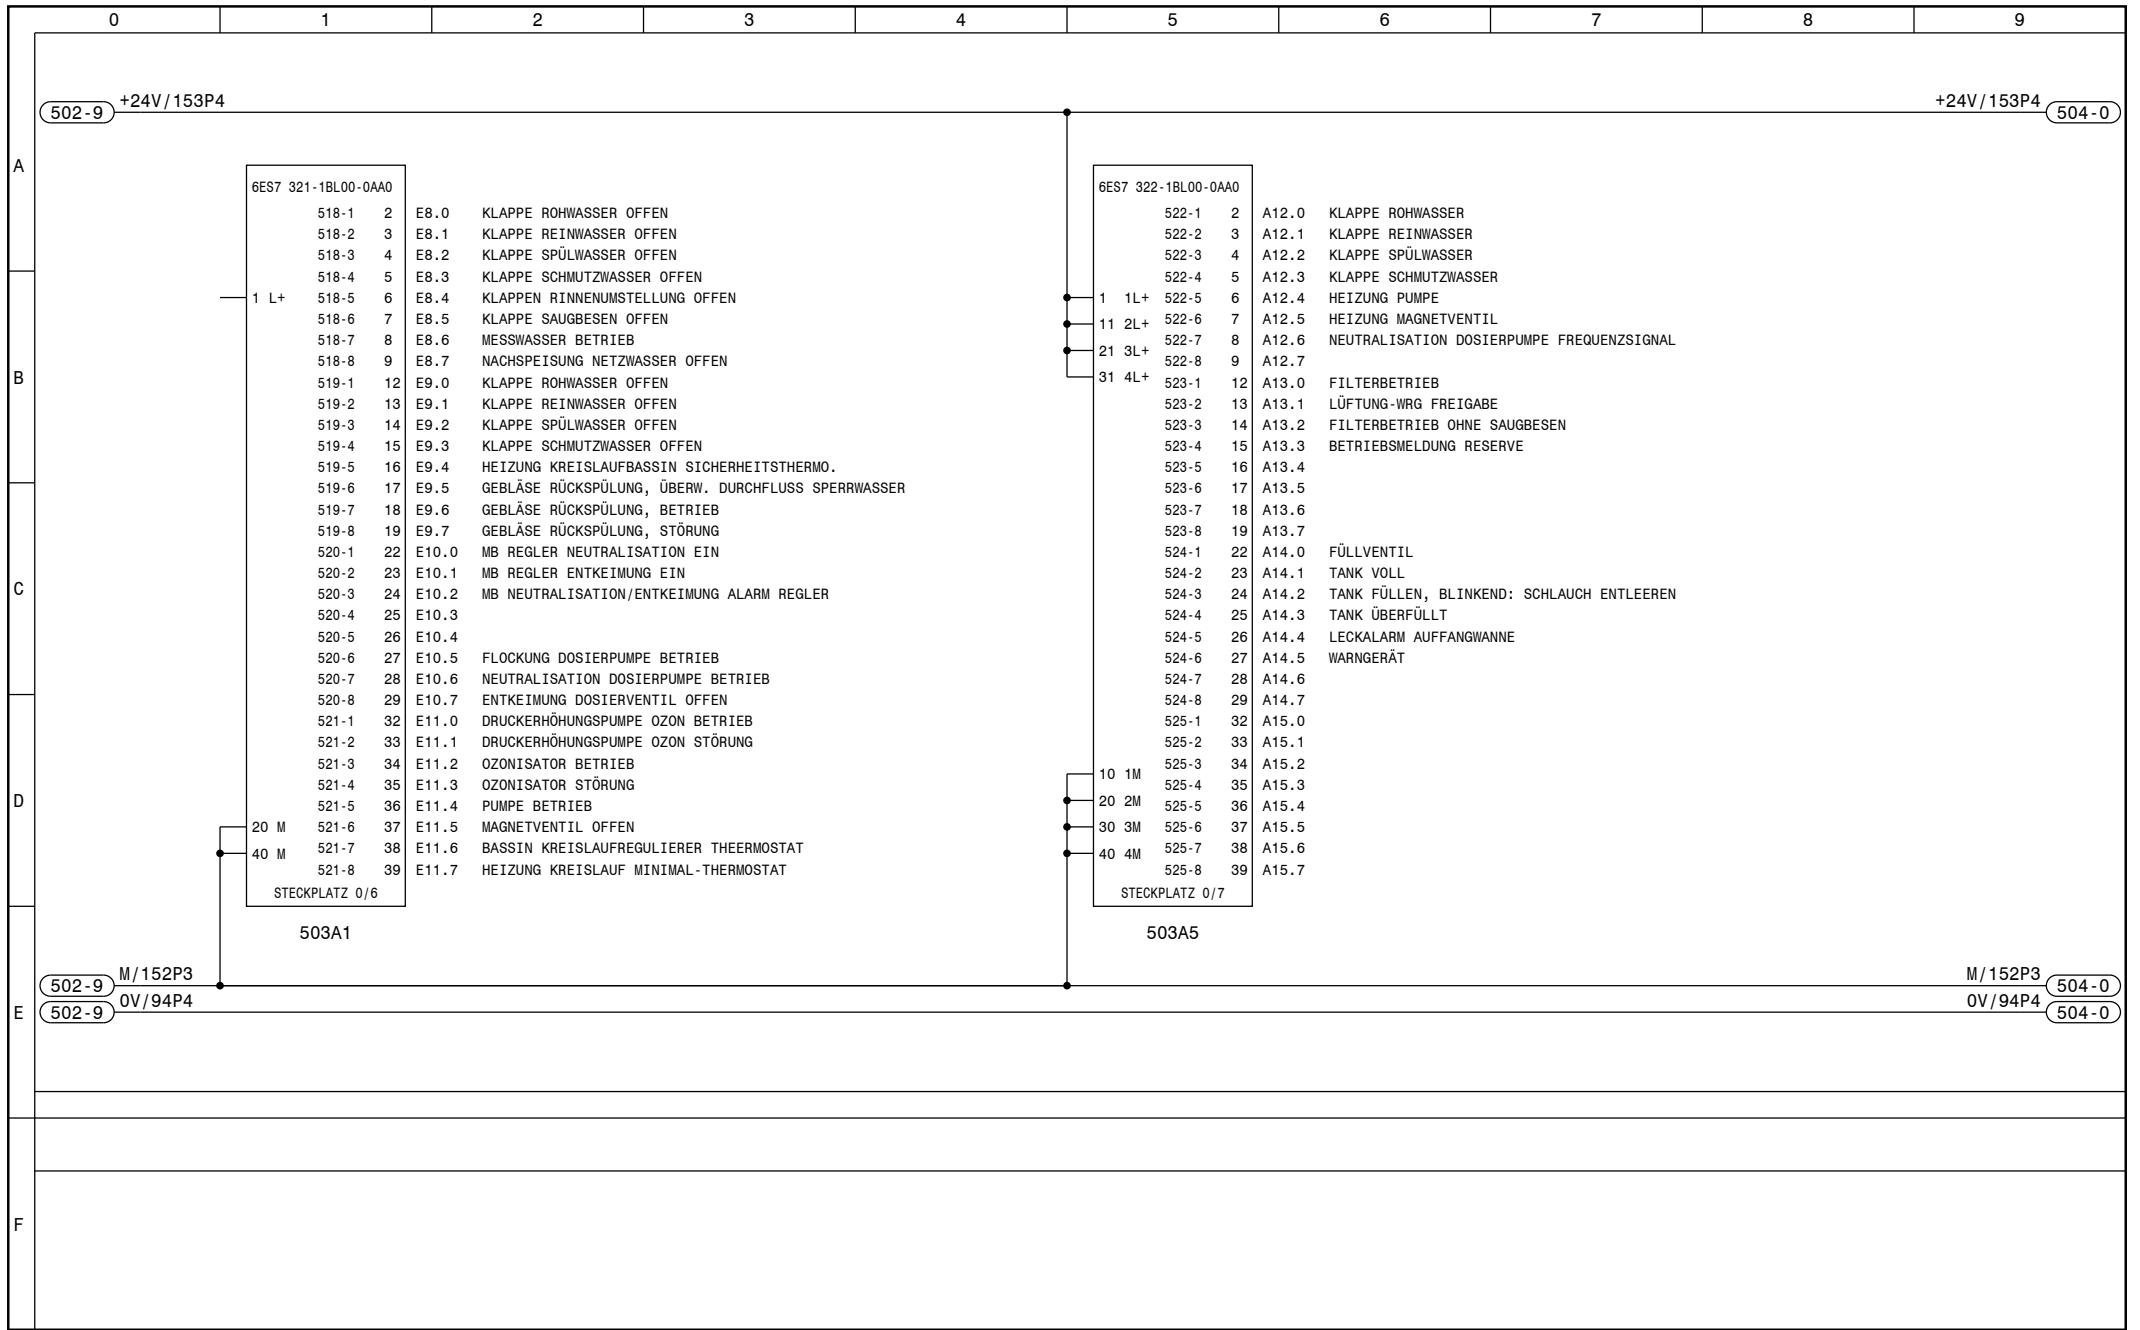 0 1 2 3 4 5 6 7 8 9
+24V/153P4 +24V/153P4
502-9 504-0
A
6ES7 321-1BL00-0AA0
518-1 2 E8.0 KLAPPE ROHWASSER OFFEN
518-2 3 E8.1 KLAPPE REINWASSER OFFEN
518-3 4 E8.2 KLAPPE SPÜLWASSER OFFEN
518-4 5 E8.3 KLAPPE SCHMUTZWASSER OFFEN
1 L+ 518-5 6 E8.4 KLAPPEN RINNENUMSTELLUNG OFFEN
518-6 7 E8.5 KLAPPE SAUGBESEN OFFEN
518-7 8 E8.6 MESSWASSER BETRIEB
518-8 9 E8.7 NACHSPEISUNG NETZWASSER OFFEN
B
519-1 12 E9.0 KLAPPE ROHWASSER OFFEN
519-2 13 E9.1 KLAPPE REINWASSER OFFEN
519-3 14 E9.2 KLAPPE SPÜLWASSER OFFEN
519-4 15 E9.3 KLAPPE SCHMUTZWASSER OFFEN
519-5 16 E9.4 HEIZUNG KREISLAUFBASSIN SICHERHEITSTHERMO.
519-6 17 E9.5 GEBLÄSE RÜCKSPÜLUNG, ÜBERW. DURCHFLUSS SPERRWASSER
519-7 18 E9.6 GEBLÄSE RÜCKSPÜLUNG, BETRIEB
519-8 19 E9.7 GEBLÄSE RÜCKSPÜLUNG, STÖRUNG
520-1 22 E10.0 MB REGLER NEUTRALISATION EIN
520-2 23 E10.1 MB REGLER ENTKEIMUNG EIN
C
520-3 24 E10.2 MB NEUTRALISATION/ENTKEIMUNG ALARM REGLER
520-4 25 E10.3
520-5 26 E10.4
520-6 27 E10.5 FLOCKUNG DOSIERPUMPE BETRIEB
520-7 28 E10.6 NEUTRALISATION DOSIERPUMPE BETRIEB
520-8 29 E10.7 ENTKEIMUNG DOSIERVENTIL OFFEN
521-1 32 E11.0 DRUCKERHÖHUNGSPUMPE OZON BETRIEB
521-2 33 E11.1 DRUCKERHÖHUNGSPUMPE OZON STÖRUNG
521-3 34 E11.2 OZONISATOR BETRIEB
521-4 35 E11.3 OZONISATOR STÖRUNG
D
521-5 36 E11.4 PUMPE BETRIEB
20 M 521-6 37 E11.5 MAGNETVENTIL OFFEN
40 M 521-7 38 E11.6 BASSIN KREISLAUFREGULIERER THEERMOSTAT
521-8 39 E11.7 HEIZUNG KREISLAUF MINIMAL-THERMOSTAT
STECKPLATZ 0/6
503A1
6ES7 322-1BL00-0AA0
522-1 2 A12.0 KLAPPE ROHWASSER
522-2 3 A12.1 KLAPPE REINWASSER
522-3 4 A12.2 KLAPPE SPÜLWASSER
522-4 5 A12.3 KLAPPE SCHMUTZWASSER
1 1L+ 522-5 6 A12.4 HEIZUNG PUMPE
11 2L+ 522-6 7 A12.5 HEIZUNG MAGNETVENTIL
21 3L+ 522-7 8 A12.6 NEUTRALISATION DOSIERPUMPE FREQUENZSIGNAL
522-8 9 A12.7
31 4L+ 523-1 12 A13.0 FILTERBETRIEB
523-2 13 A13.1 LÜFTUNG-WRG FREIGABE
523-3 14 A13.2 FILTERBETRIEB OHNE SAUGBESEN
523-4 15 A13.3 BETRIEBSMELDUNG RESERVE
523-5 16 A13.4
523-6 17 A13.5
523-7 18 A13.6
523-8 19 A13.7
524-1 22 A14.0 FÜLLVENTIL
524-2 23 A14.1 TANK VOLL
524-3 24 A14.2 TANK FÜLLEN, BLINKEND: SCHLAUCH ENTLEEREN
524-4 25 A14.3 TANK ÜBERFÜLLT
524-5 26 A14.4 LECKALARM AUFFANGWANNE
524-6 27 A14.5 WARNGERÄT
524-7 28 A14.6
524-8 29 A14.7
525-1 32 A15.0
525-2 33 A15.1
525-3 34 A15.2
10 1M 525-4 35 A15.3
20 2M 525-5 36 A15.4
30 3M 525-6 37 A15.5
40 4M 525-7 38 A15.6
525-8 39 A15.7
STECKPLATZ 0/7
503A5
M/152P3 M/152P3
502-9 504-0
0V/94P4 0V/94P4
E 502-9 504-0
F